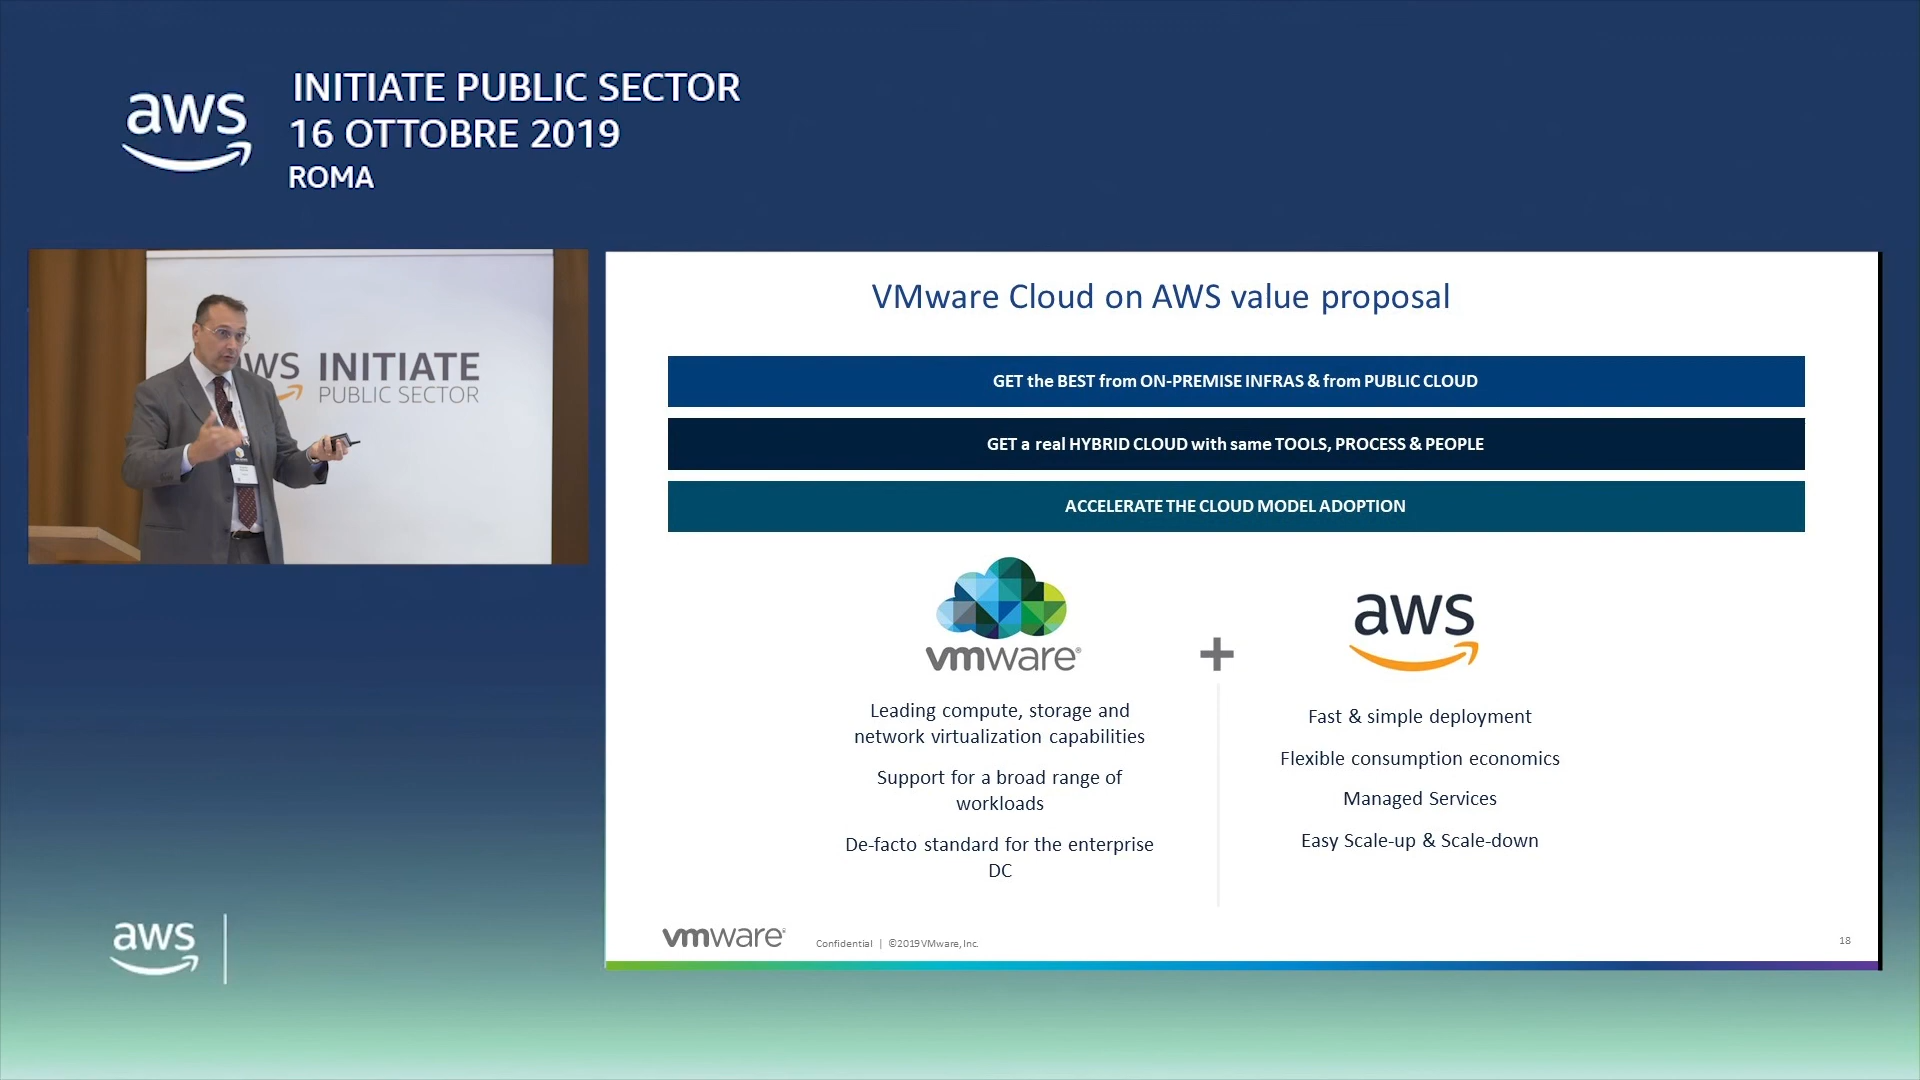 aws
INITIATE PUBLIC SECTOR
16 OTTOBRE 2019
ROMA
INITIATE
PUBLIC SECTOR
VMware Cloud on AWS value proposal
GET the BEST from ON-PREMISE INFRAS & from PUBLIC CLOUD
GET a real HYBRID CLOUD with same TOOLS, PROCESS & PEOPLE
ACCELERATE THE CLOUD MODEL ADOPTION
vmware®
+
aws
Leading compute, storage and
network virtualization capabilities
Support for a broad range of
workloads
De-facto standard for the enterprise
DC
Fast & simple deployment
Flexible consumption economics
Managed Services
Easy Scale-up & Scale-down
vmware®
Confidential | ©2019 VMware, Inc.
18
aws